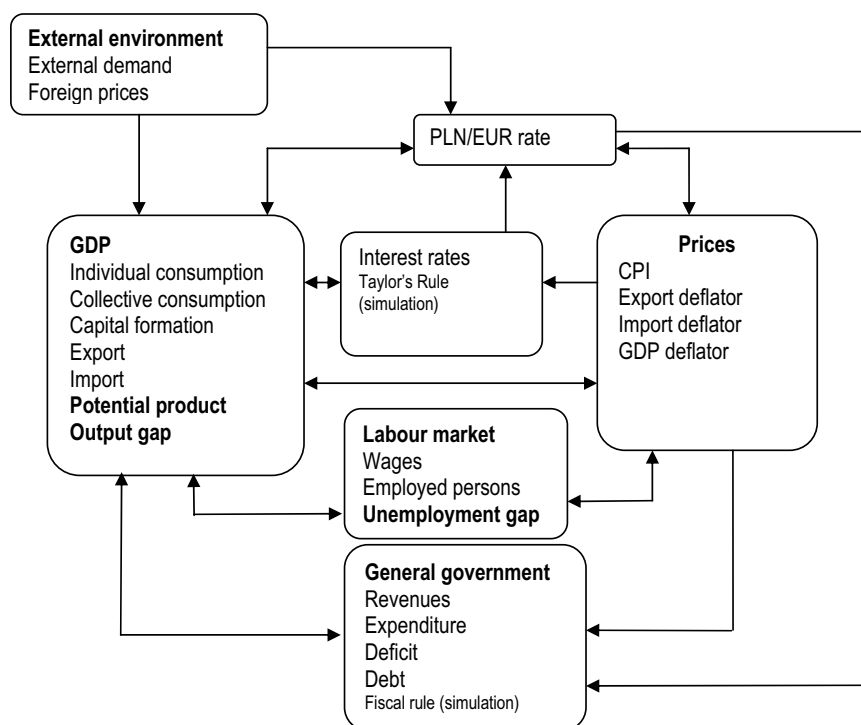 External environment
External demand
Foreign prices
PLN/EUR rate
GDP
Individual consumption
Collective consumption
Capital formation
Export
Import
Potential product
Output gap
Interest rates
Taylor’s Rule
(simulation)
Prices
CPI
Export deflator
Import deflator
GDP deflator
Labour market
Wages
Employed persons
Unemployment gap
General government
Revenues
Expenditure
Deficit
Debt
Fiscal rule (simulation)